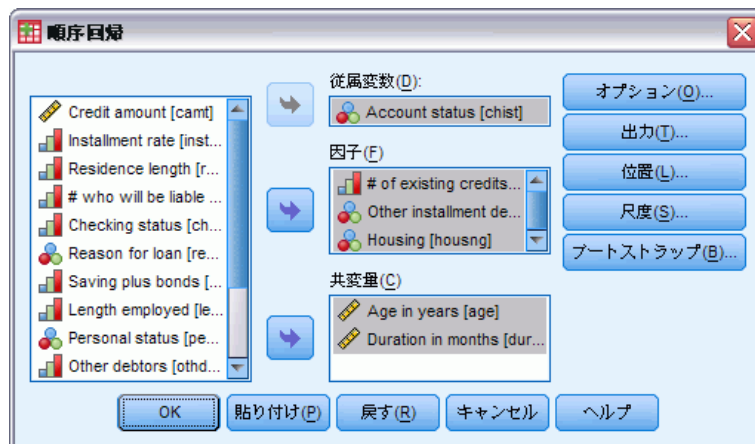 順序回帰
Credit amount [camt]
Installment rate [inst...
Residence length [r...
# who will be liable
Checking status [ch...
Reason for loan [re...
Saving plus bonds [...
Length employed [le...
Personal status [pe...
Other debtors [othd...
従属変数(D):
Account status [chist]
因子(F)
# of existing credits...
Other installment de...
Housing [housng]
共変量(C)
Age in years [age]
Duration in months [dur...
オプション(O)...
出力(T)...
位置(L)...
尺度(S)...
ブートストラップ(B)...
OK
貼り付け(P)
戻す(R)
キャンセル
ヘルプ